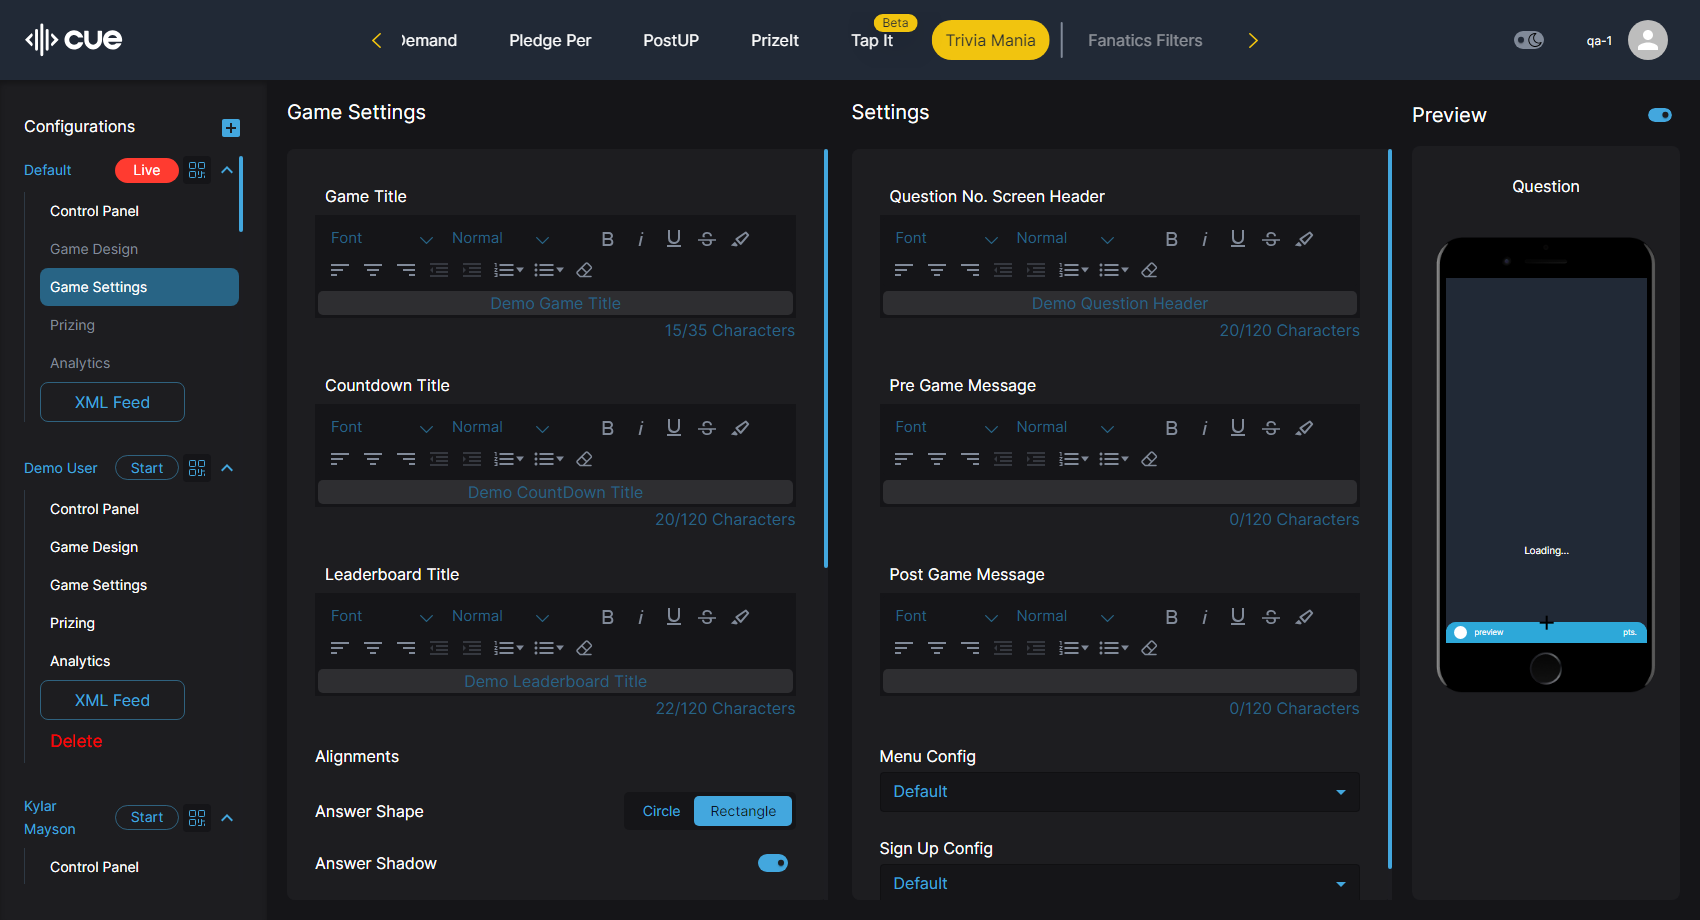 cue
Demand
Pledge Per
PostUP
PrizeIt
Beta
Tap It
Trivia Mania
Fanatics Filters
qa-1
Configurations
Default
Live
Control Panel
Game Design
Game Settings
Prizing
Analytics
XML Feed
Demo User
Start
Control Panel
Game Design
Game Settings
Prizing
Analytics
XML Feed
Delete
Kylar
Mayson
Start
Control Panel
Game Settings
Game Title
Font
Normal
Demo Game Title
15/35 Characters
Countdown Title
Font
Normal
Demo CountDown Title
20/120 Characters
Leaderboard Title
Font
Normal
Demo Leaderboard Title
22/120 Characters
Alignments
Answer Shape
Circle
Rectangle
Answer Shadow
Settings
Question No. Screen Header
Font
Normal
Demo Question Header
20/120 Characters
Pre Game Message
Font
Normal
0/120 Characters
Post Game Message
Font
Normal
0/120 Characters
Menu Config
Default
Sign Up Config
Default
Preview
Question
Loading...
preview
pts.